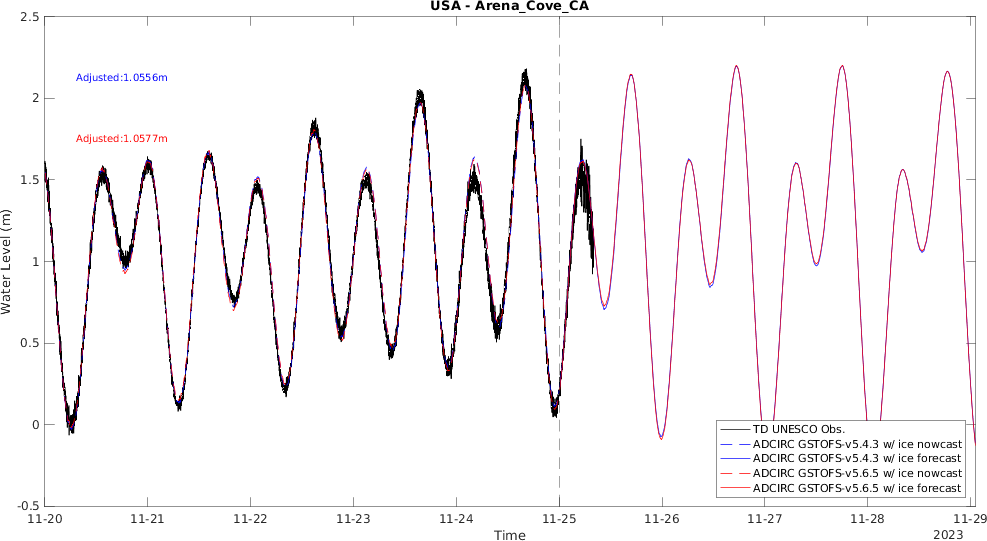 USA - Arena_Cove_CA
2.5
2
1.5
1
0.5
0
-0.5
Water Level (m)
Adjusted:1.0556m
Adjusted:1.0577m
TD UNESCO Obs.
ADCIRC GSTOFS-v5.4.3 w/ ice nowcast
ADCIRC GSTOFS-v5.4.3 w/ ice forecast
ADCIRC GSTOFS-v5.6.5 w/ ice nowcast
ADCIRC GSTOFS-v5.6.5 w/ ice forecast
11-20 11-21 11-22 11-23 11-24 11-25 11-26 11-27 11-28 11-29
Time
2023